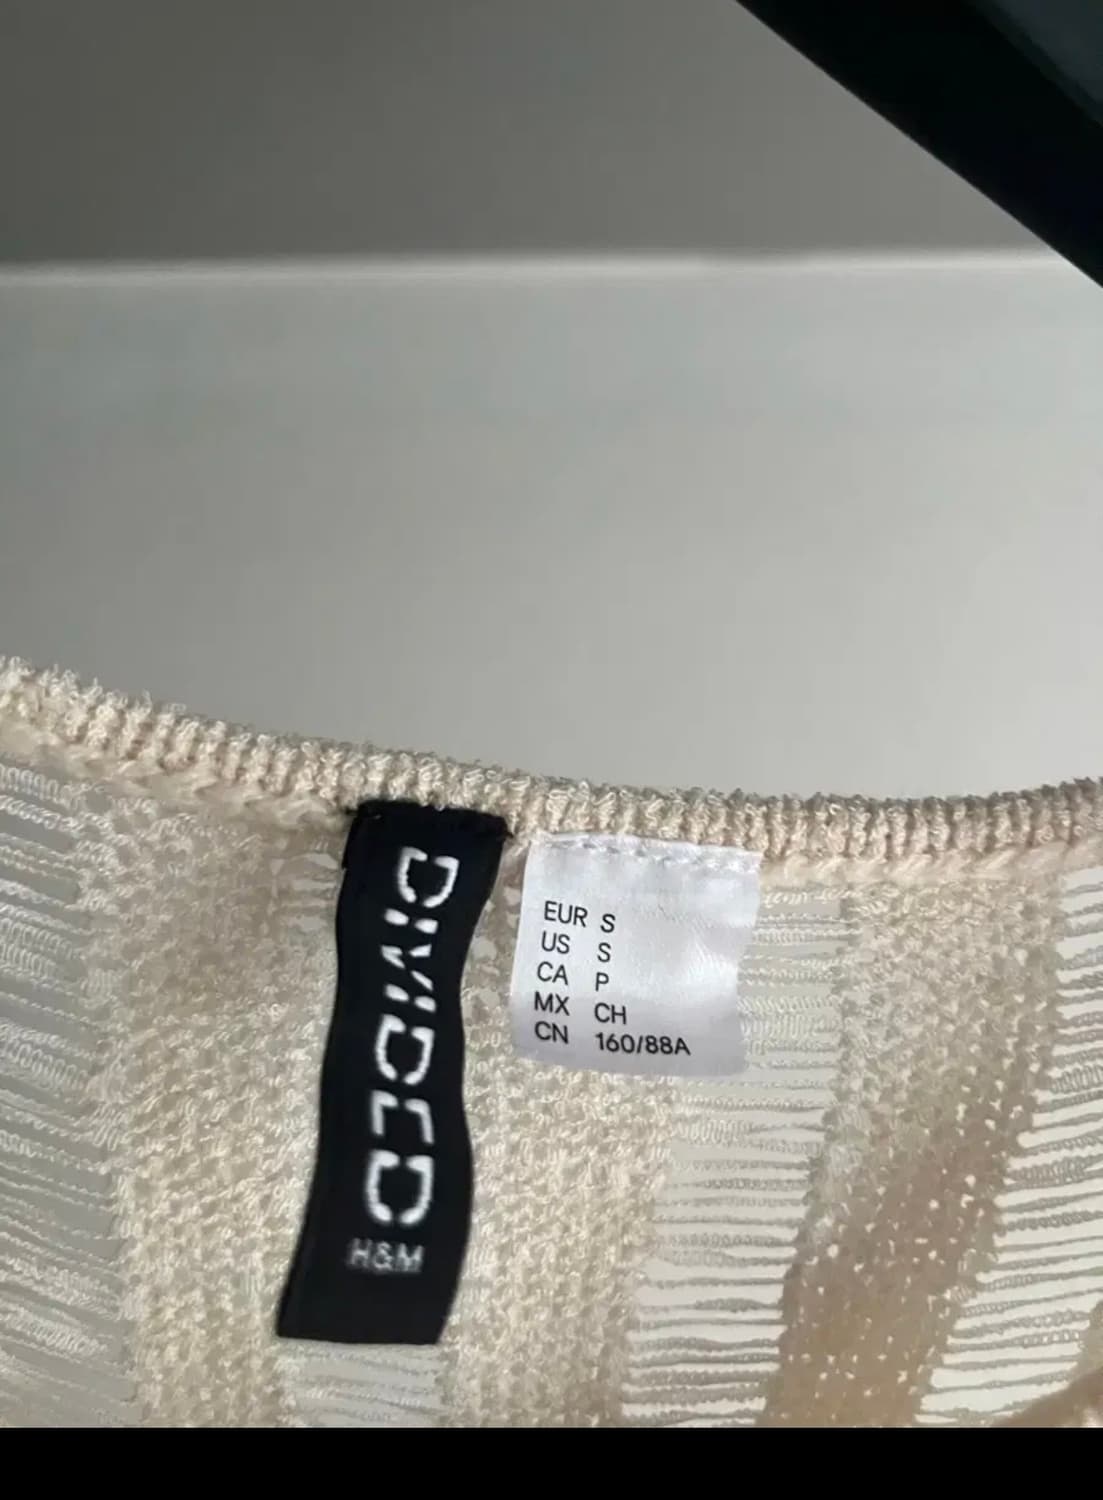 DIVIDED
H&M
EUR S
US S
CA P
MX CH
CN 160/88A